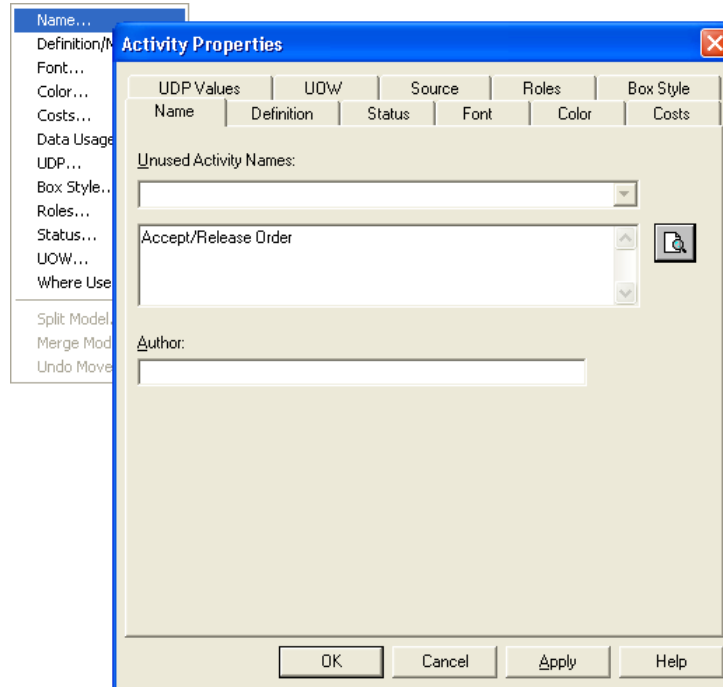 Name...
Definition/N
Font...
Color...
Costs...
Data Usage
UDP...
Box Style..
Roles...
Status...
UOW...
Where Use
Split Model.
Merge Mod
Undo Move
Activity Properties
UDP Values UOW Source Roles Box Style
Name Definition Status Font Color Costs
Unused Activity Names:
Accept/Release Order
Author:
OK Cancel Apply Help